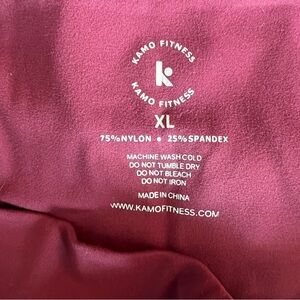 KAMO FITNESS
k
KAMO FITNESS
XL
75%NYLON • 25%SPANDEX
MACHINE WASH COLD
DO NOT TUMBLE DRY
DO NOT BLEACH
DO NOT IRON
MADE IN CHINA
WWW.KAMOFITNESS.COM